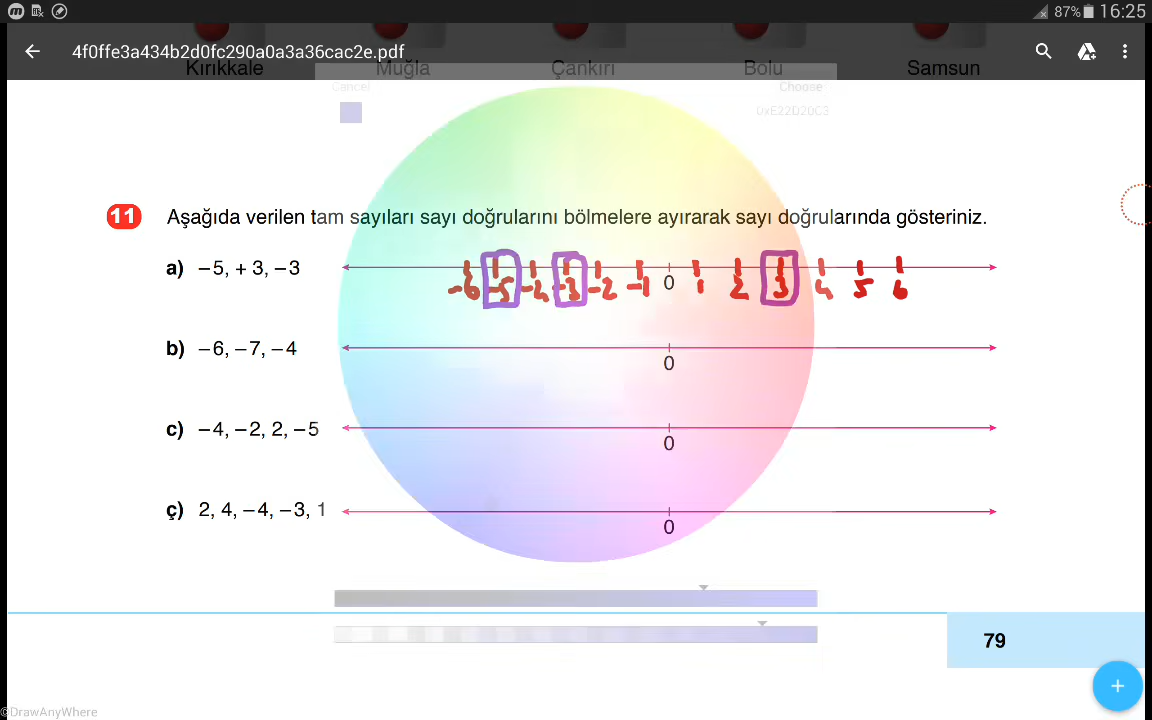 87% 16:25
4f0ffe3a434b2d0fc290a0a3a36cac2e.pdf
Kırıkkale Muğla Çankırı Bolu Samsun
Cancel Choose
0xE22D20C3
11 Aşağıda verilen tam sayıları sayı doğrularını bölmelere ayırarak sayı doğrularında gösteriniz.
a) −5, + 3, −3
-6 -5 -4 -3 -2 -1 0 1 2 3 4 5 6
b) −6, −7, −4
0
c) −4, −2, 2, −5
0
ç) 2, 4, −4, −3, 1
0
79
©DrawAnyWhere